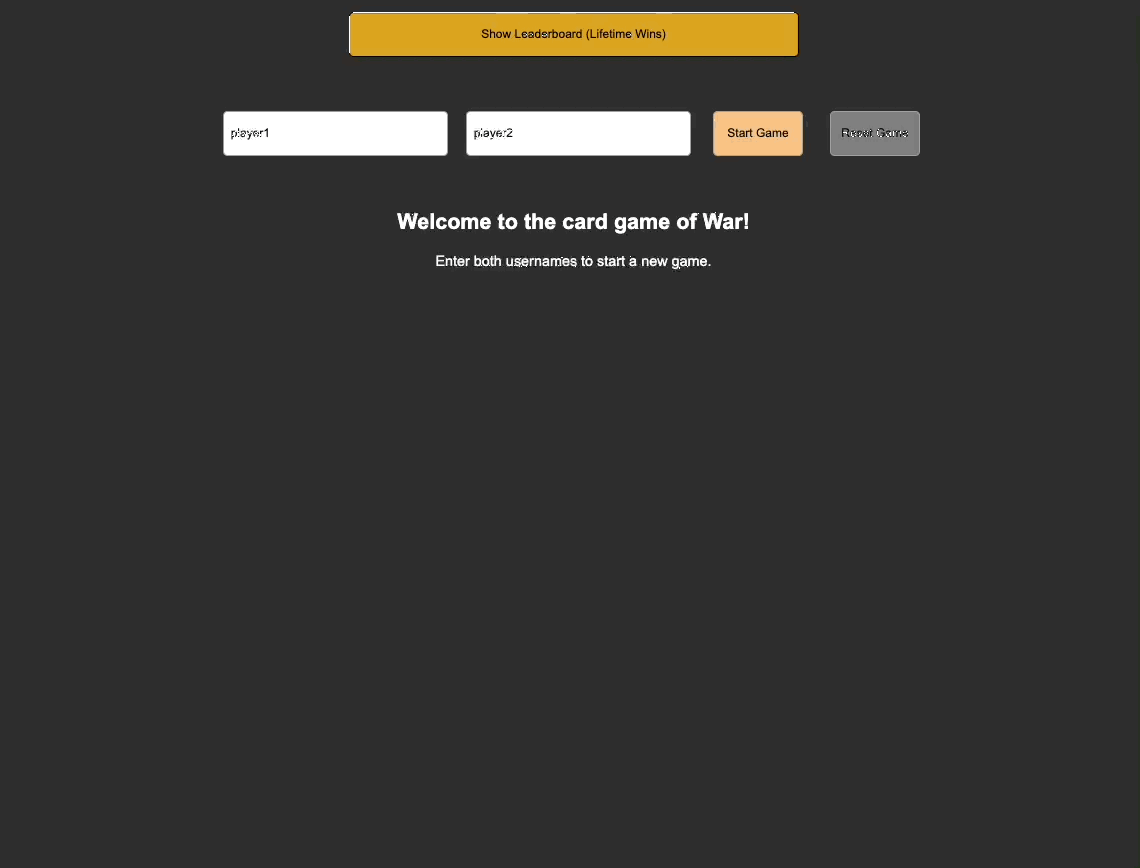 Show Leaderboard (Lifetime Wins)
player1
player2
Start Game
Reset Game
Welcome to the card game of War!
Enter both usernames to start a new game.